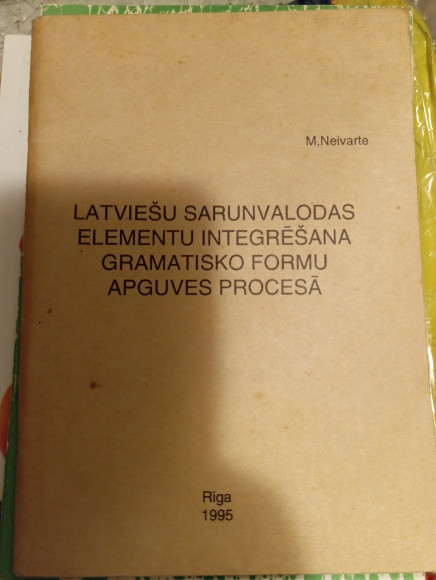 M.Neivarte
LATVIEŠU SARUNVALODAS
ELEMENTU INTEGRĒŠANA
GRAMATISKO FORMU
APGUVES PROCESĀ
Rīga
1995